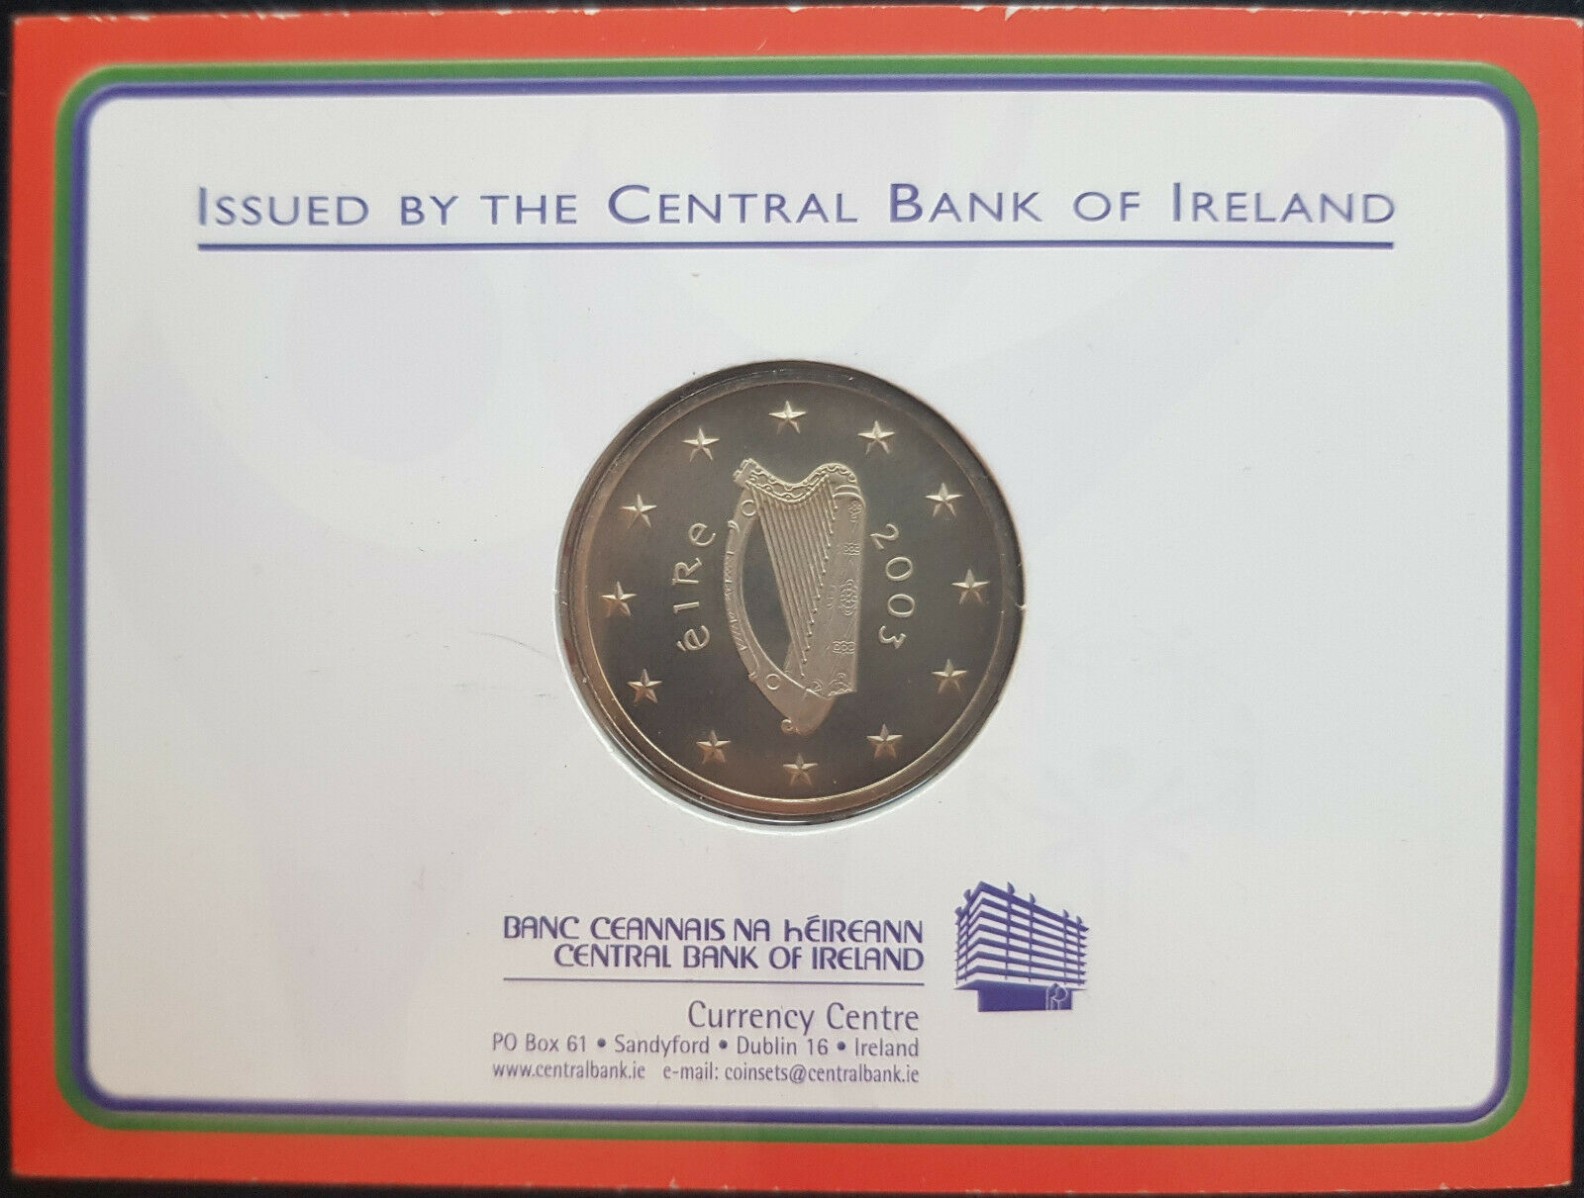 ISSUED BY THE CENTRAL BANK OF IRELAND
éIRe
2003
BANC CEANNAIS NA hÉIREANN
CENTRAL BANK OF IRELAND
Currency Centre
PO Box 61 • Sandyford • Dublin 16 • Ireland
www.centralbank.ie e-mail: coinsets@centralbank.ie